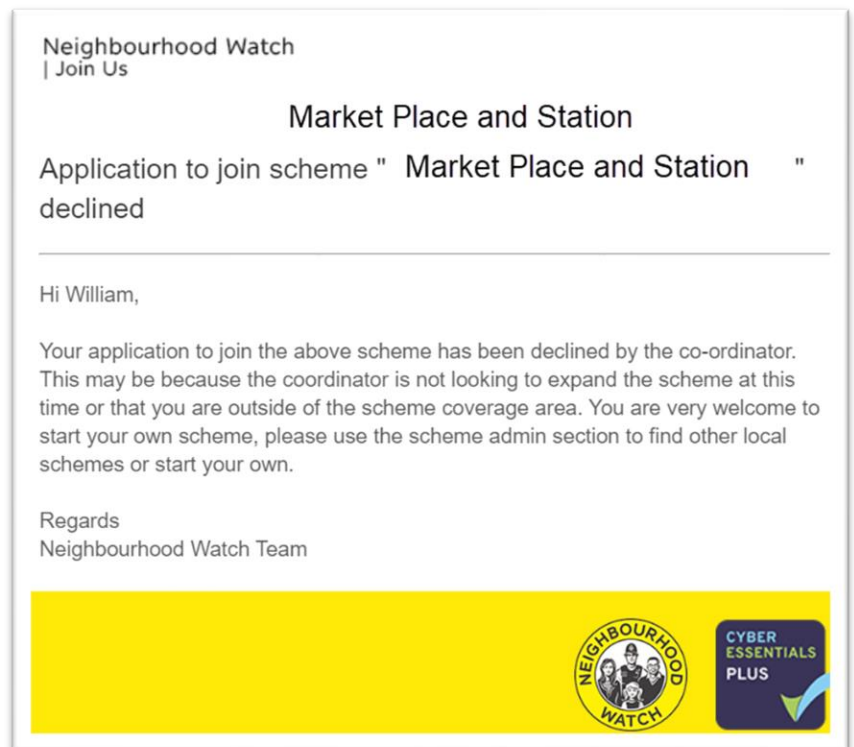 Neighbourhood Watch
| Join Us
Market Place and Station
Application to join scheme " Market Place and Station "
declined
Hi William,
Your application to join the above scheme has been declined by the co-ordinator.
This may be because the coordinator is not looking to expand the scheme at this
time or that you are outside of the scheme coverage area. You are very welcome to
start your own scheme, please use the scheme admin section to find other local
schemes or start your own.
Regards
Neighbourhood Watch Team
NEIGHBOURHOOD
WATCH
CYBER
ESSENTIALS
PLUS